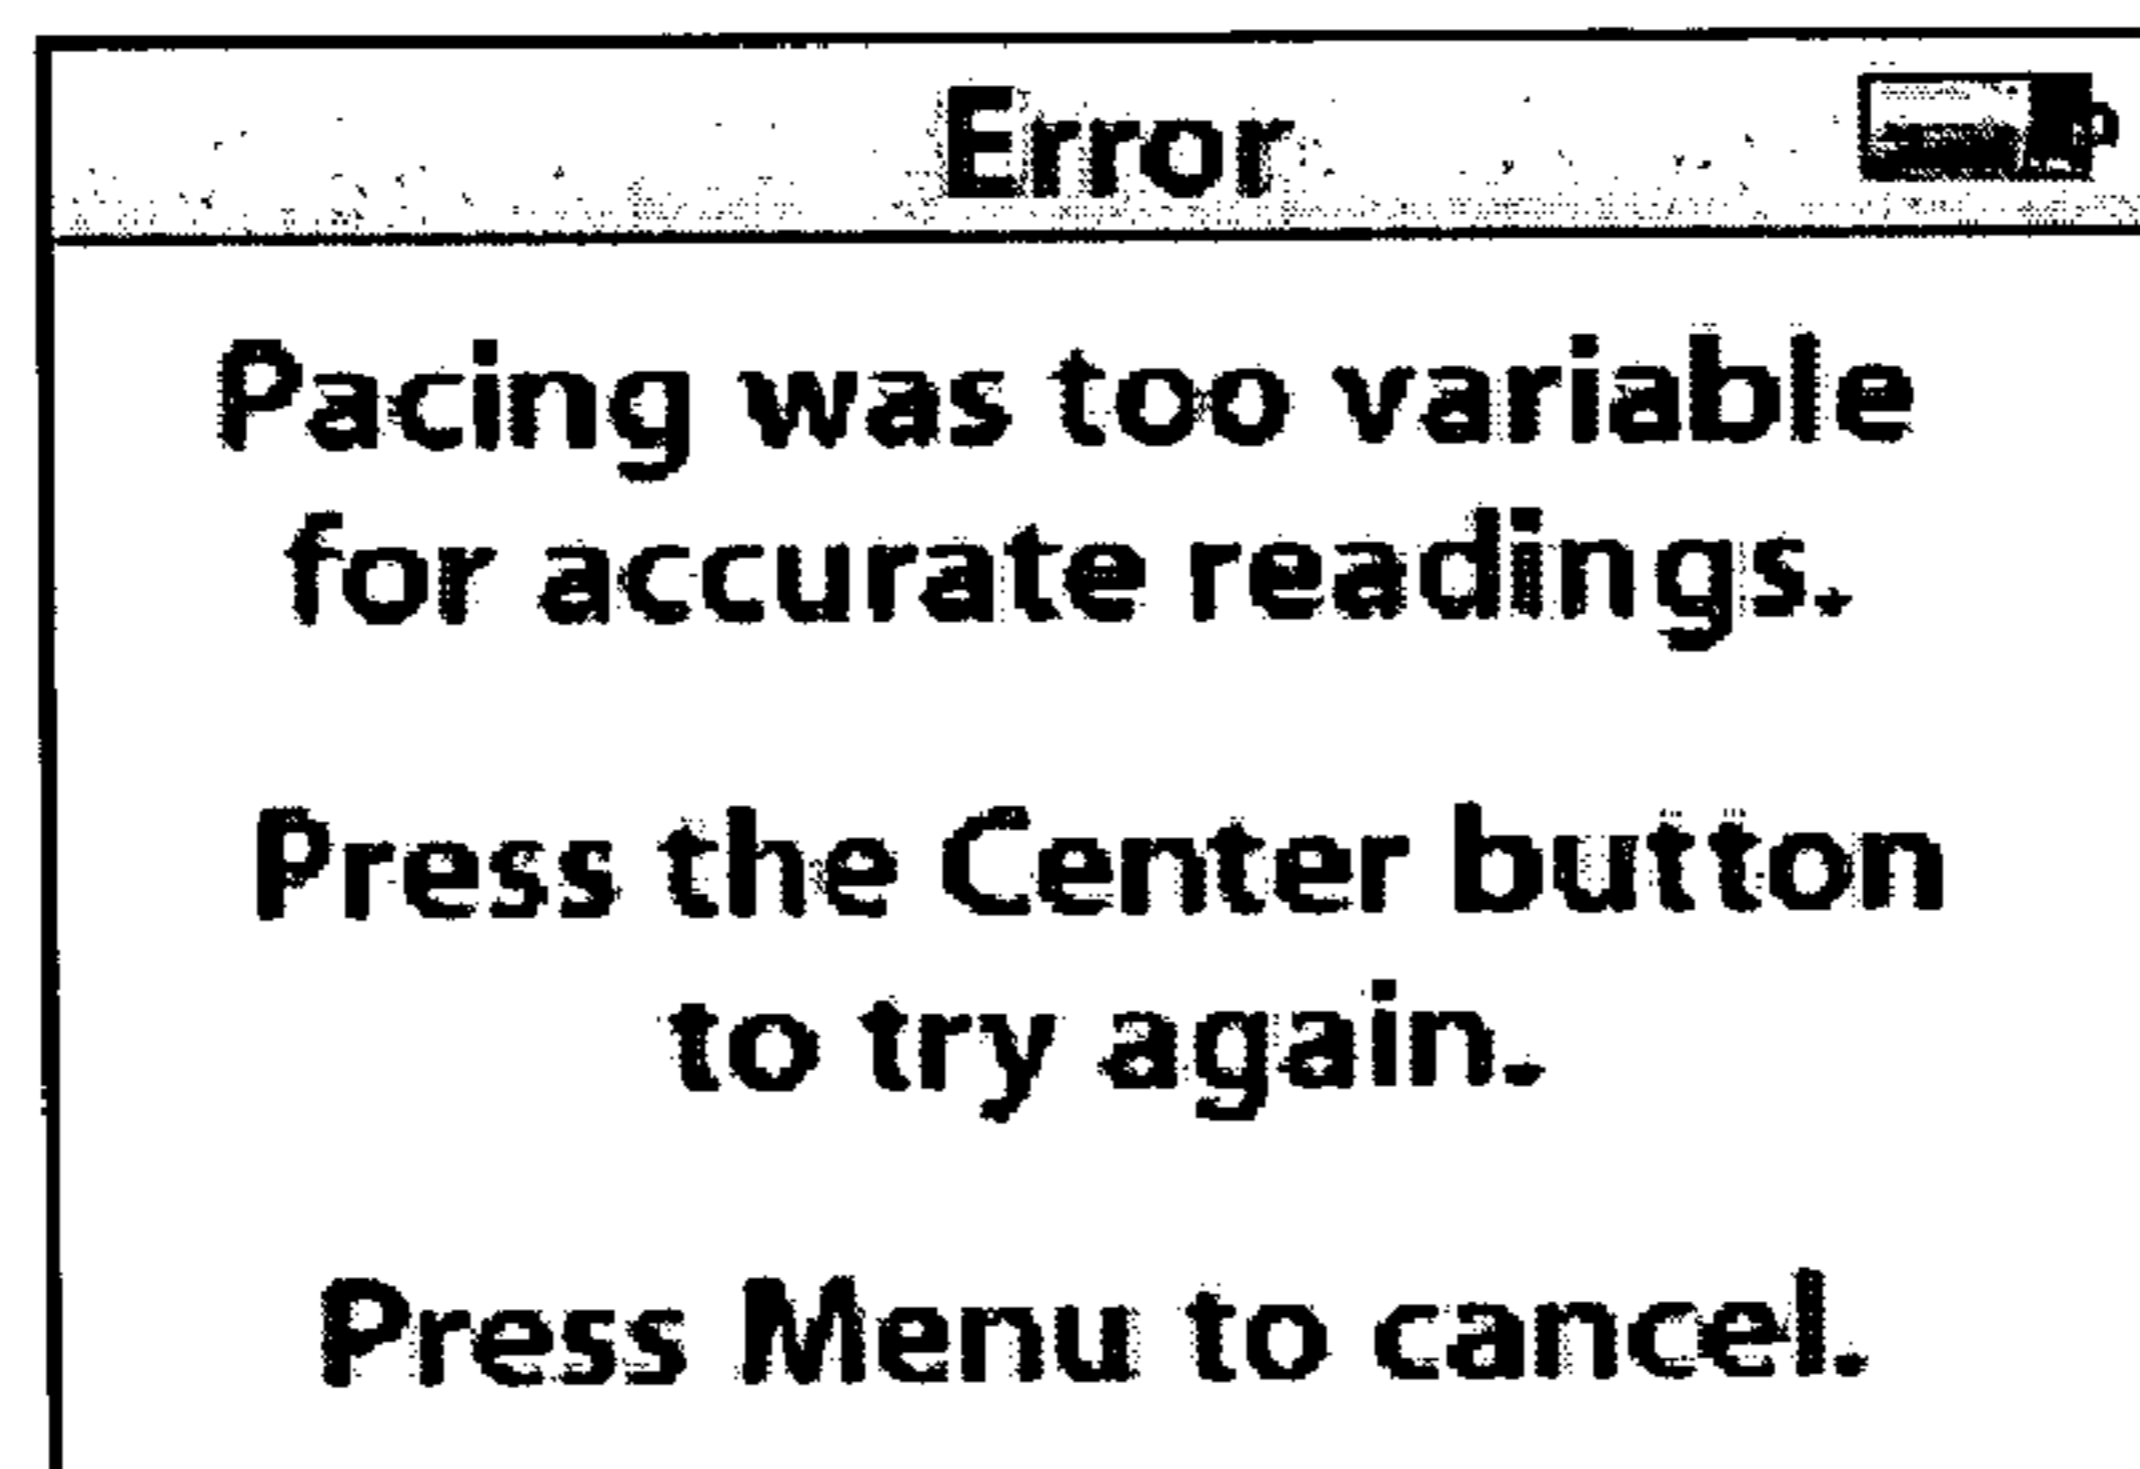 Error
Pacing was too variable
for accurate readings.
Press the Center button
to try again.
Press Menu to cancel.